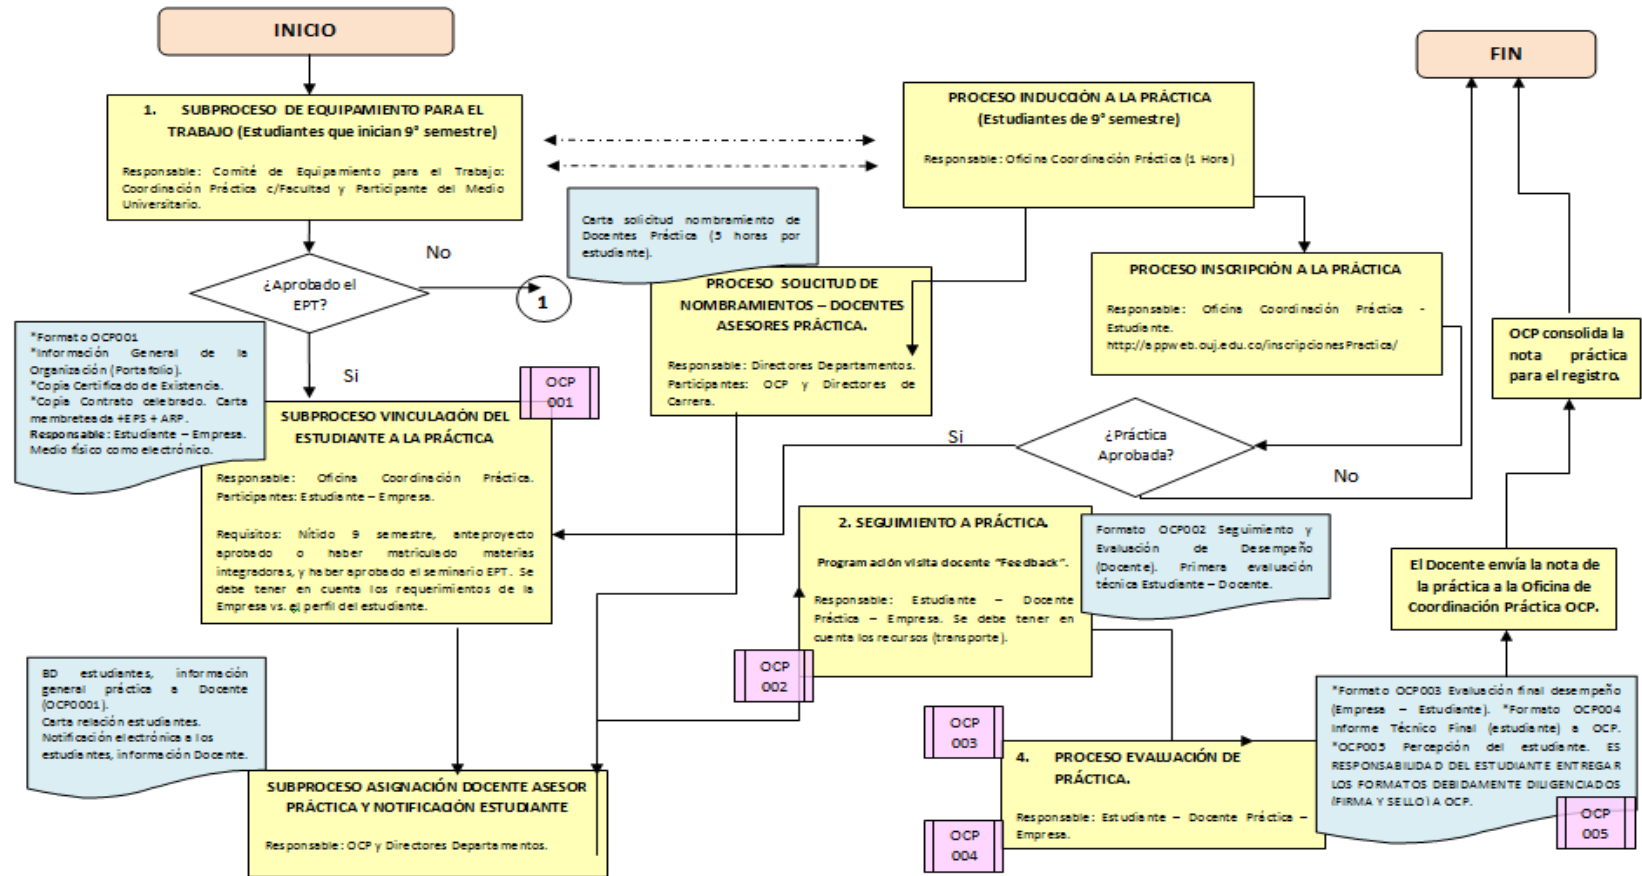 INICIO
FIN
1. SUBPROCESO DE EQUIPAMIENTO PARA EL
TRABAJO (Estudiantes que inician 9° semestre)
Responsable: Comité de Equipamiento para el Trabajo:
Coordinación Práctica c/Facultad y Participante del Medio
Universitario.
PROCESO INDUCCIÓN A LA PRÁCTICA
(Estudiantes de 9° semestre)
Responsable: Oficina Coordinación Práctica (1 Hora)
¿Aprobado el
EPT?
No
1
Si
Carta solicitud nombramiento de
Docentes Práctica (5 horas por
estudiante).
PROCESO SOLICITUD DE
NOMBRAMIENTOS – DOCENTES
ASESORES PRÁCTICA.
Responsable: Directores Departamentos.
Participantes: OCP y Directores de
Carrera.
PROCESO INSCRIPCIÓN A LA PRÁCTICA
Responsable: Oficina Coordinación Práctica -
Estudiante.
http://appweb.ouj.edu.co/inscripcionesPractica/
*Formato OCP001
*Información General de la
Organización (Portafolio).
*Copia Certificado de Existencia.
*Copia Contrato celebrado. Carta
membreteada +EPS + ARP.
Responsable: Estudiante – Empresa.
Medio físico como electrónico.
OCP
001
SUBPROCESO VINCULACIÓN DEL
ESTUDIANTE A LA PRÁCTICA
Responsable: Oficina Coordinación Práctica.
Participantes: Estudiante – Empresa.
Requisitos: Nítido 9 semestre, anteproyecto
aprobado o haber matriculado materias
integradoras, y haber aprobado el seminario EPT. Se
debe tener en cuenta los requerimientos de la
Empresa vs. el perfil del estudiante.
¿Práctica
Aprobada?
Si
No
OCP consolida la
nota práctica
para el registro.
2. SEGUIMIENTO A PRÁCTICA.
Programación visita docente "Feedback".
Responsable: Estudiante – Docente
Práctica – Empresa. Se debe tener en
cuenta los recursos (transporte).
OCP
002
Formato OCP002 Seguimiento y
Evaluación de Desempeño
(Docente). Primera evaluación
técnica Estudiante – Docente.
El Docente envía la nota de
la práctica a la Oficina de
Coordinación Práctica OCP.
BD estudiantes, información
general práctica a Docente
(OCP0001).
Carta relación estudiantes.
Notificación electrónica a los
estudiantes, información Docente.
SUBPROCESO ASIGNACIÓN DOCENTE ASESOR
PRÁCTICA Y NOTIFICACIÓN ESTUDIANTE
Responsable: OCP y Directores Departamentos.
OCP
003
4. PROCESO EVALUACIÓN DE
PRÁCTICA.
Responsable: Estudiante – Docente Práctica –
Empresa.
OCP
004
*Formato OCP003 Evaluación final desempeño
(Empresa – Estudiante). *Formato OCP004
Informe Técnico Final (estudiante) a OCP.
*OCP005 Percepción del estudiante. ES
RESPONSABILIDAD DEL ESTUDIANTE ENTREGAR
LOS FORMATOS DEBIDAMENTE DILIGENCIADOS
(FIRMA Y SELLO) A OCP.
OCP
005